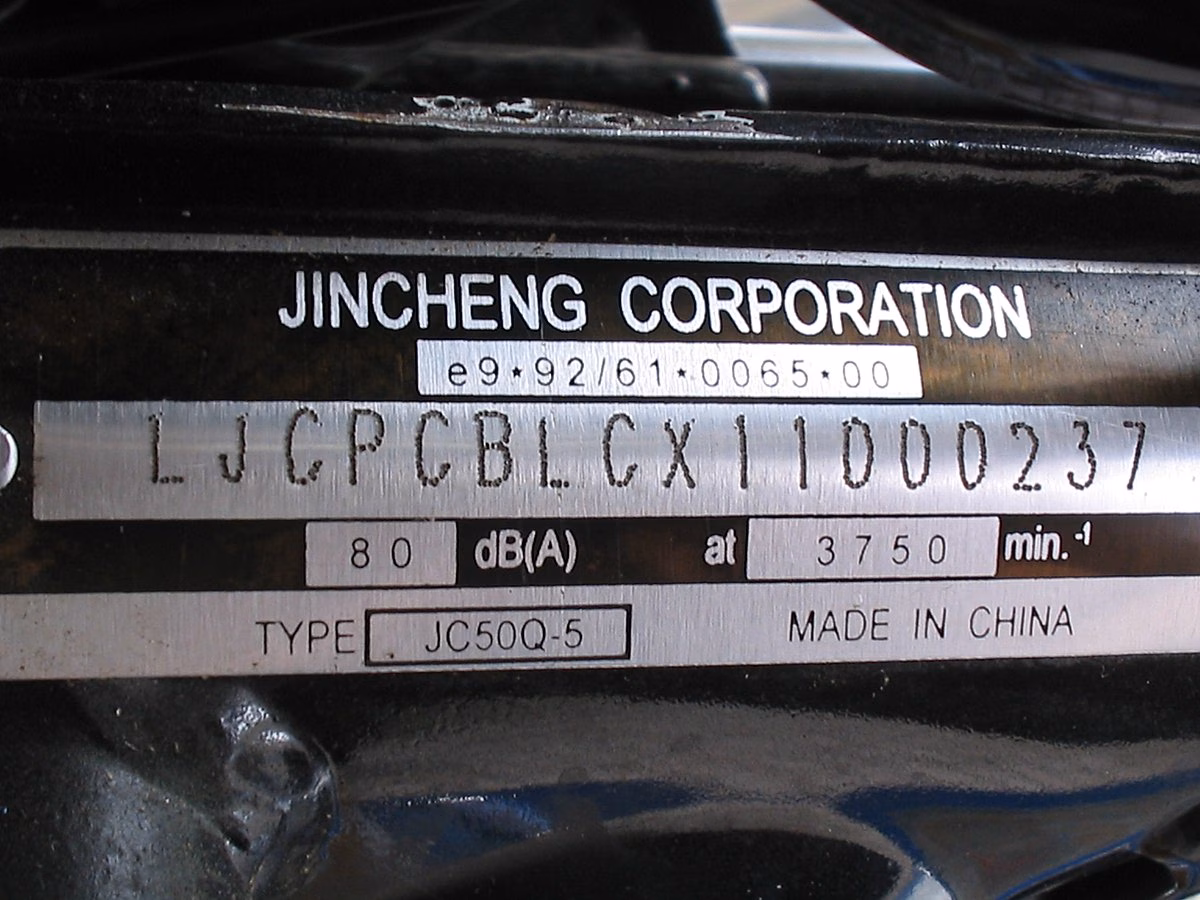 JINCHENG CORPORATION
e9*92/61*0065*00
LJCPCBLCX11000237
80 dB(A) at 3750 min.-1
TYPE JC50Q-5 MADE IN CHINA